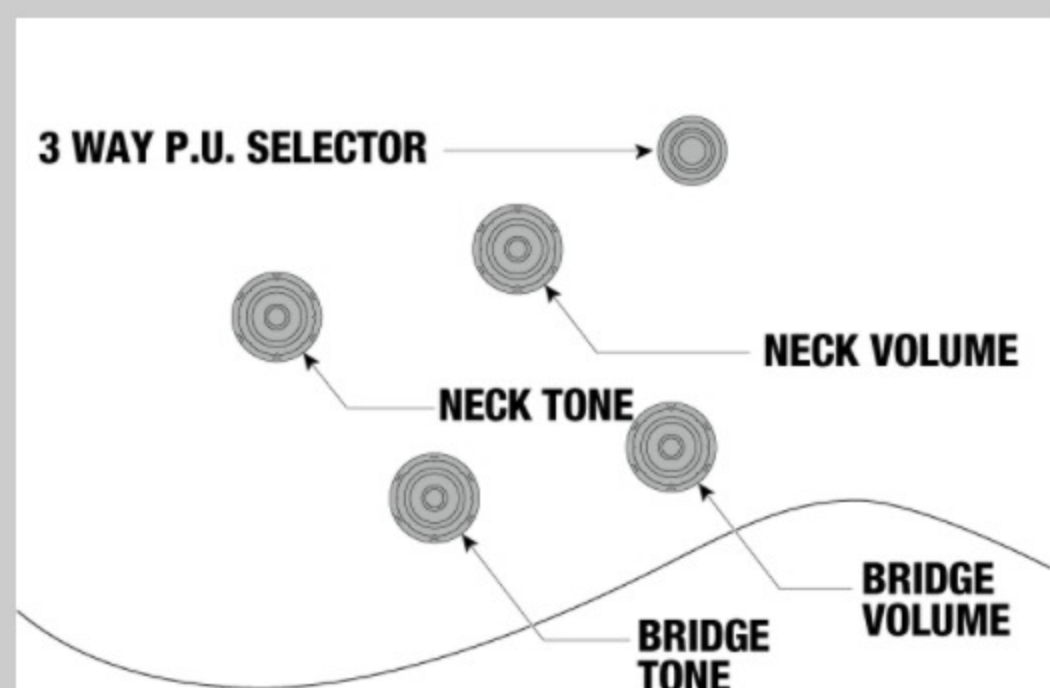 3 WAY P.U. SELECTOR
NECK VOLUME
NECK TONE
BRIDGE
VOLUME
BRIDGE
TONE